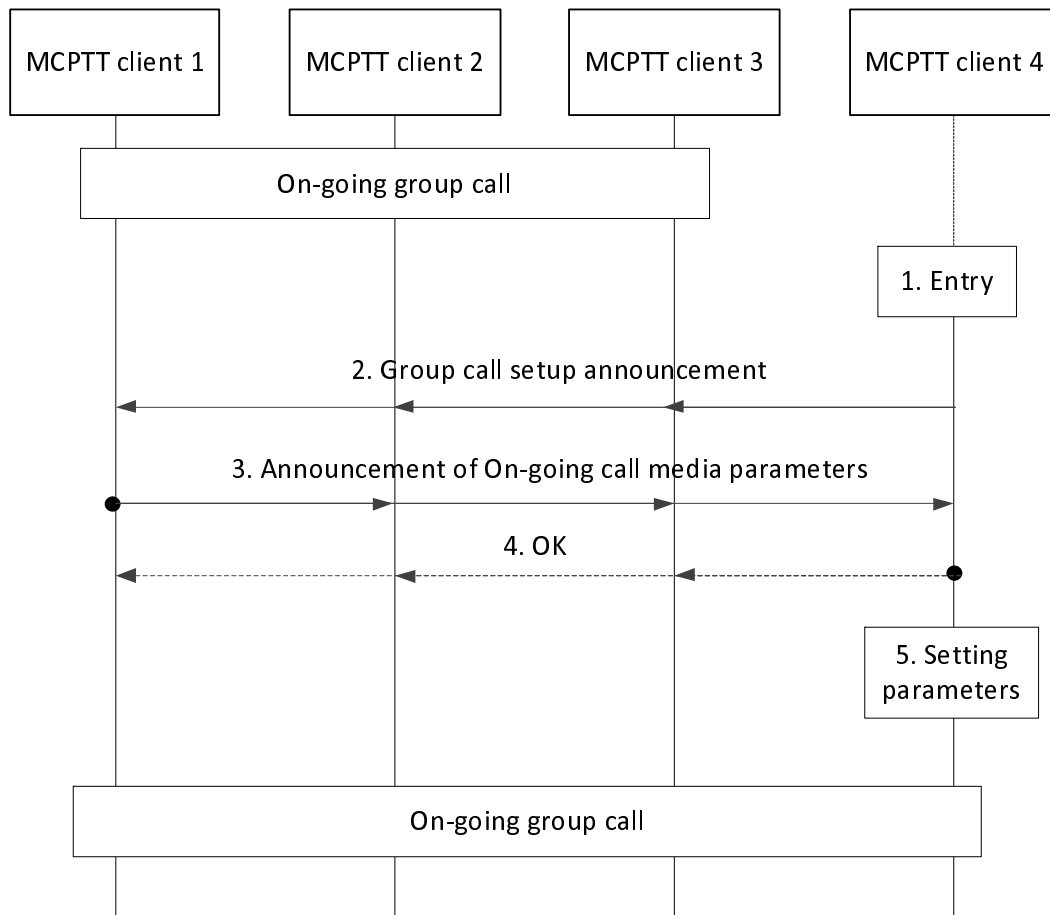 MCPTT client 1
MCPTT client 2
MCPTT client 3
MCPTT client 4
On-going group call
1. Entry
2. Group call setup announcement
3. Announcement of On-going call media parameters
4. OK
5. Setting
parameters
On-going group call